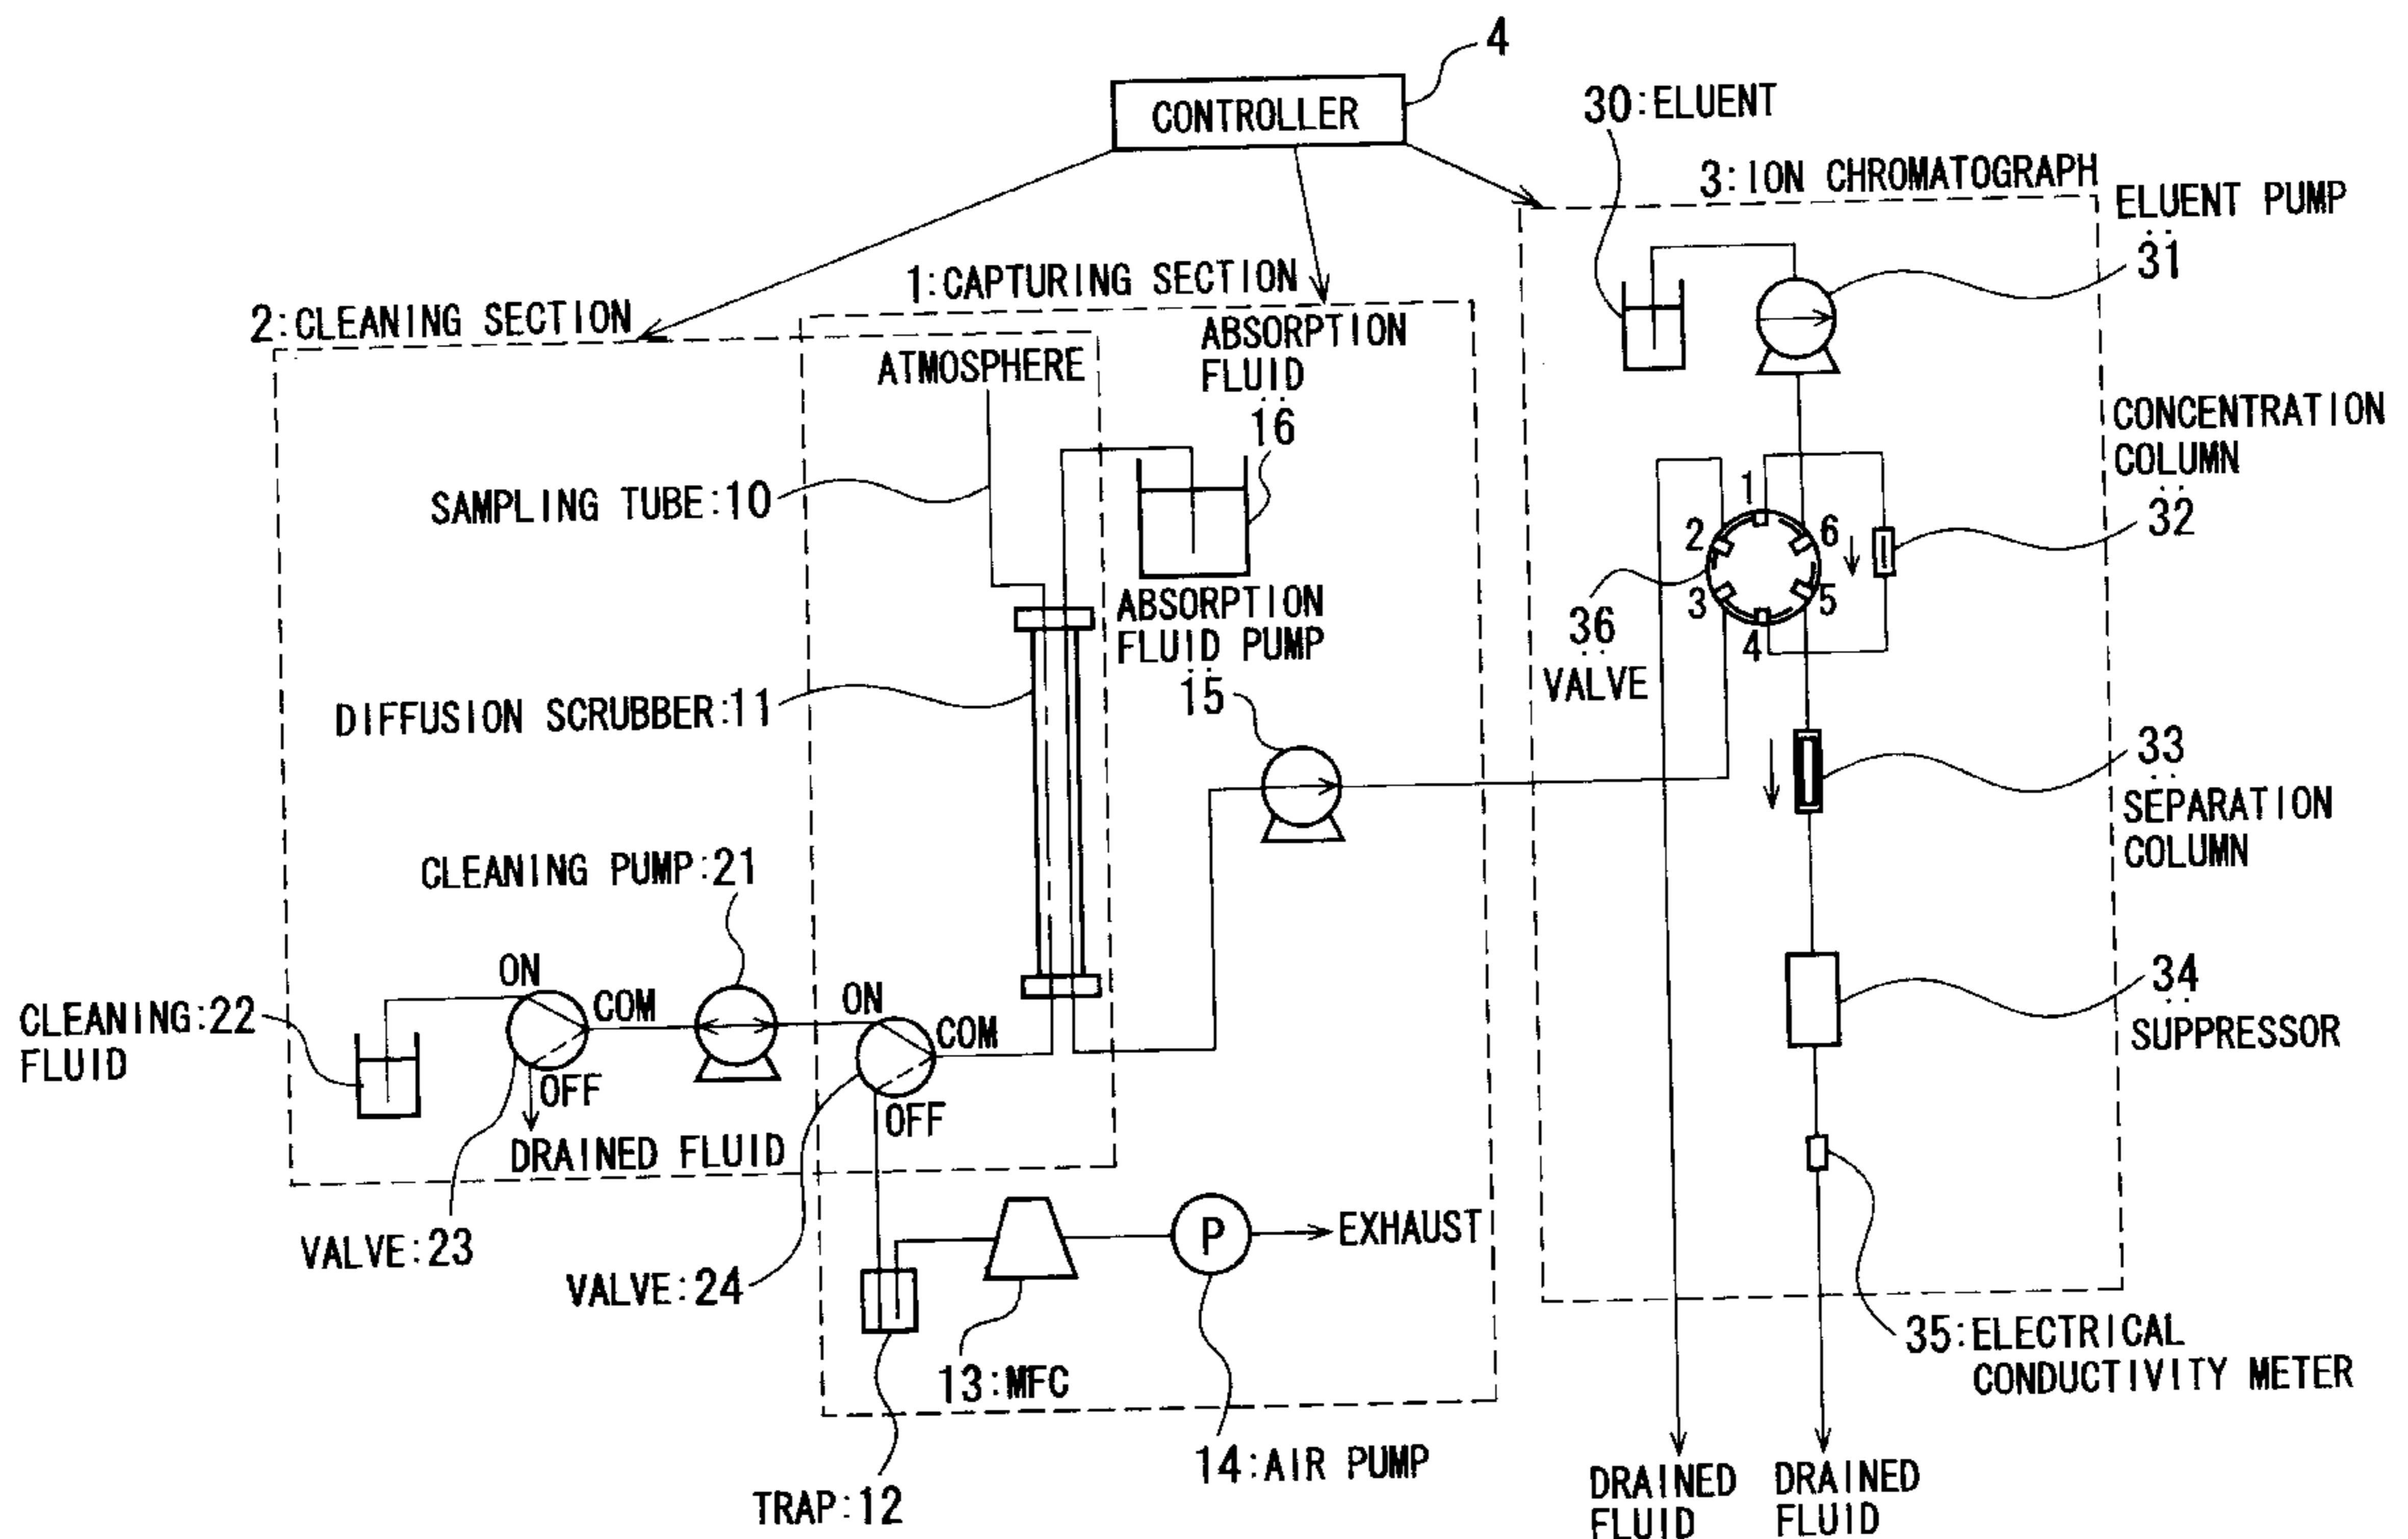 4
CONTROLLER
30:ELUENT
3:ION CHROMATOGRAPH
ELUENT PUMP
:
31
1:CAPTURING SECTION
2:CLEANING SECTION
ATMOSPHERE
ABSORPTION
FLUID
:
16
SAMPLING TUBE:10
CONCENTRATION
COLUMN
:
32
1
2
6
3
5
4
36
:
VALVE
ABSORPTION
FLUID PUMP
:
15
DIFFUSION SCRUBBER:11
33
:
SEPARATION
COLUMN
CLEANING PUMP:21
ON
COM
OFF
ON
COM
OFF
CLEANING:22
FLUID
34
:
SUPPRESSOR
DRAINED FLUID
VALVE:23
VALVE:24
P
EXHAUST
13:MFC
14:AIR PUMP
TRAP:12
35:ELECTRICAL
CONDUCTIVITY METER
DRAINED
FLUID
DRAINED
FLUID